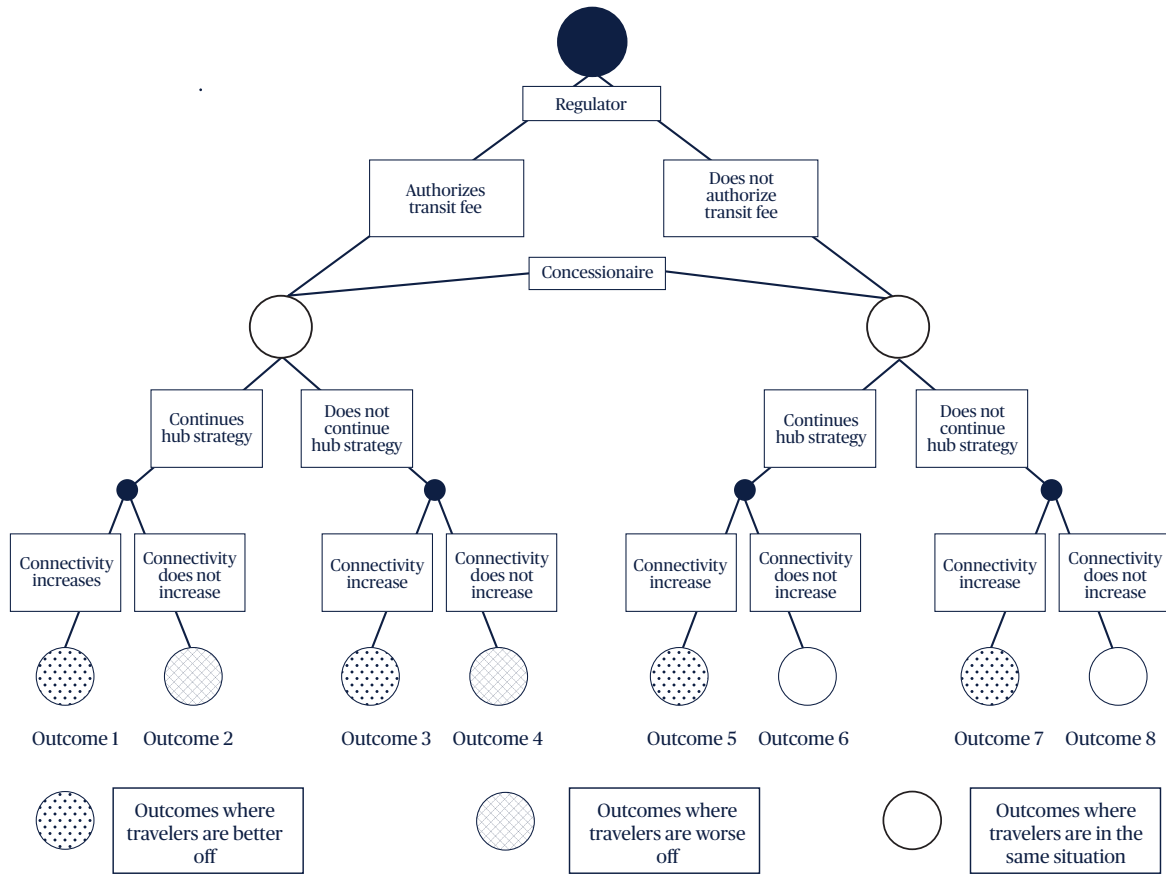 Regulator
Authorizes
transit fee
Does not
authorize
transit fee
Concessionaire
Continues
hub strategy
Does not
continue
hub strategy
Continues
hub strategy
Does not
continue
hub strategy
Connectivity
increases
Connectivity
does not
increase
Connectivity
increase
Connectivity
does not
increase
Connectivity
increase
Connectivity
does not
increase
Connectivity
increase
Connectivity
does not
increase
Outcome 1
Outcome 2
Outcome 3
Outcome 4
Outcome 5
Outcome 6
Outcome 7
Outcome 8
Outcomes where
travelers are better
off
Outcomes where
travelers are worse
off
Outcomes where
travelers are in the
same situation